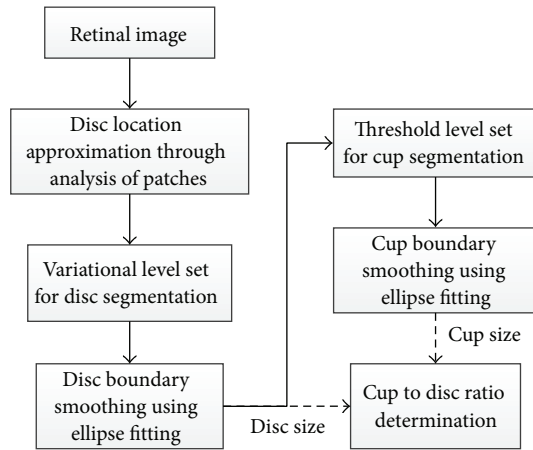 Retinal image
Disc location
approximation through
analysis of patches
Variational level set
for disc segmentation
Disc boundary
smoothing using
ellipse fitting
Disc size
Threshold level set
for cup segmentation
Cup boundary
smoothing using
ellipse fitting
Cup size
Cup to disc ratio
determination